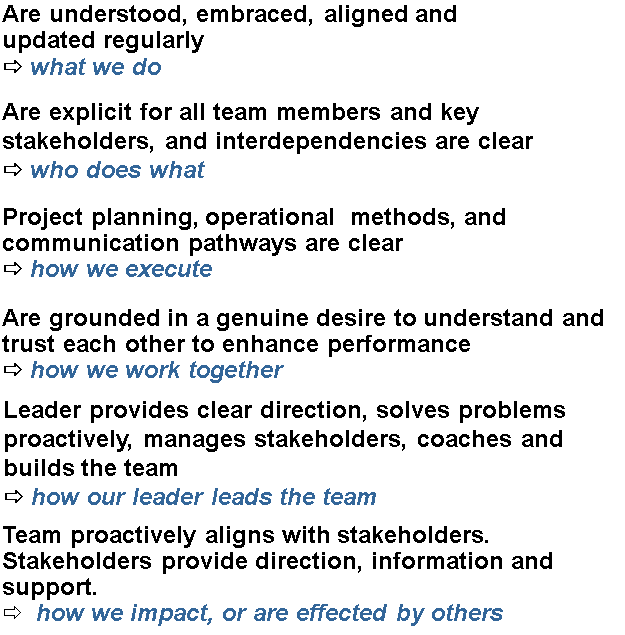 Are understood, embraced, aligned and
updated regularly
⇨ what we do
Are explicit for all team members and key
stakeholders, and interdependencies are clear
⇨ who does what
Project planning, operational methods, and
communication pathways are clear
⇨ how we execute
Are grounded in a genuine desire to understand and
trust each other to enhance performance
⇨ how we work together
Leader provides clear direction, solves problems
proactively, manages stakeholders, coaches and
builds the team
⇨ how our leader leads the team
Team proactively aligns with stakeholders.
Stakeholders provide direction, information and
support.
⇨ how we impact, or are effected by others